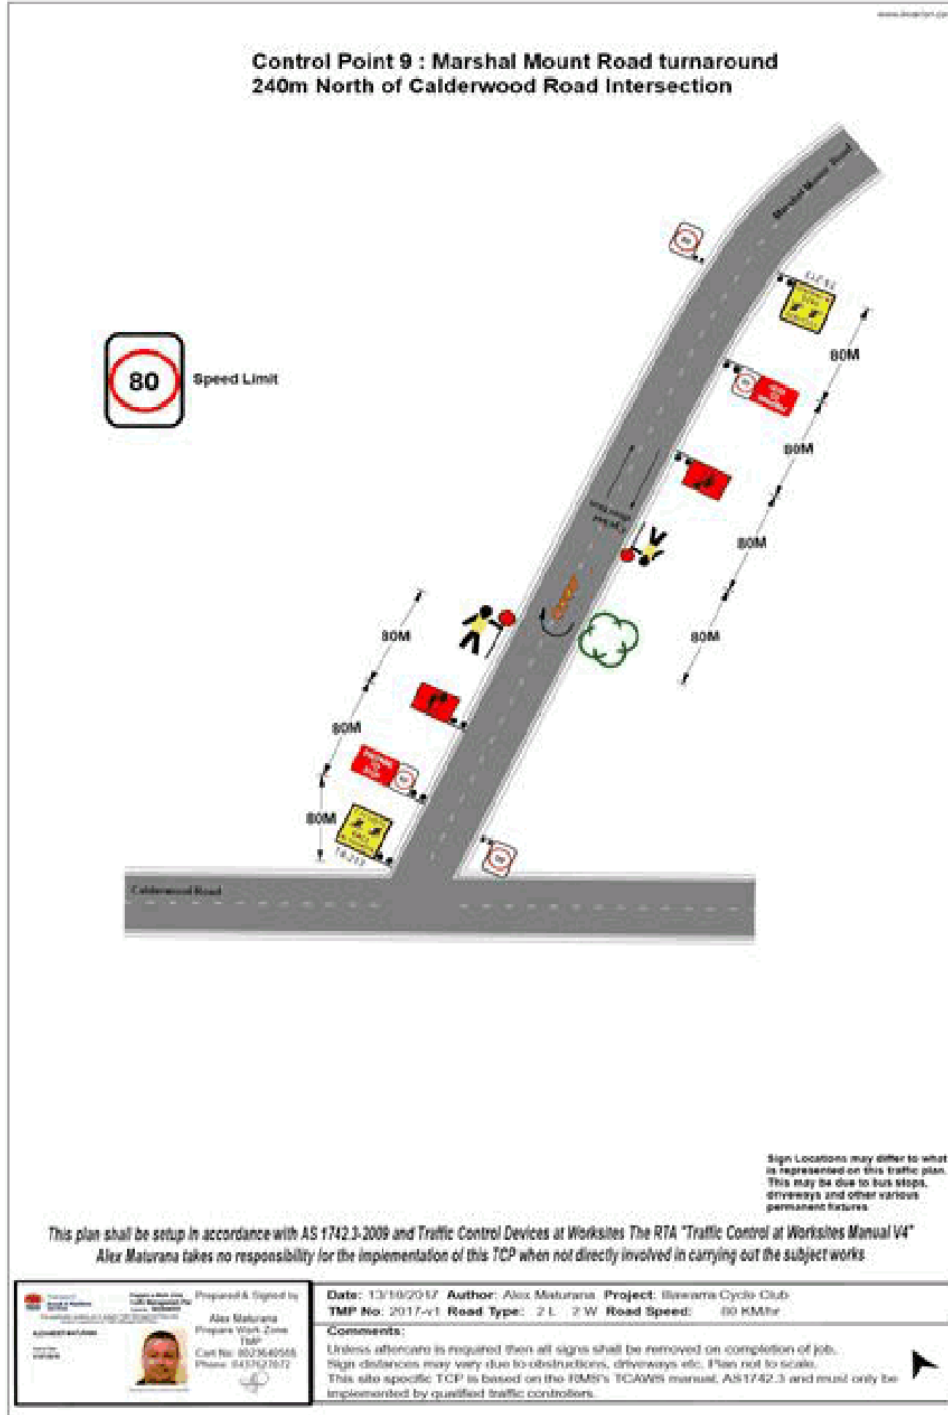 Control Point 9 : Marshal Mount Road turnaround
240m North of Calderwood Road Intersection
Marshal Mount Road
80
80
Speed Limit
80M
80M
80M
80M
80M
80M
80M
Calderwood Road
Sign Locations may differ to what
is represented on this traffic plan.
This may be due to bus stops,
driveways and other various
permanent fixtures
This plan shall be setup in accordance with AS 1742.3-2009 and Traffic Control Devices at Worksites The RTA "Traffic Control at Worksites Manual V4"
Alex Maturana takes no responsibility for the implementation of this TCP when not directly involved in carrying out the subject works
Prepared & Signed by
Alex Maturana
Prepare Work Zone
TMP
Date: 13/10/2017 Author: Alex Maturana Project: Illawarra Cycle Club
TMP No: 2017-v1 Road Type: 2 L 2 W Road Speed: 80 KM/hr
Comments:
Unless aftercare is required then all signs shall be removed on completion of job.
Sign distances may vary due to obstructions, driveways etc. Plan not to scale.
This site specific TCP is based on the RMS's TCAWS manual, AS1742.3 and must only be
implemented by qualified traffic controllers.